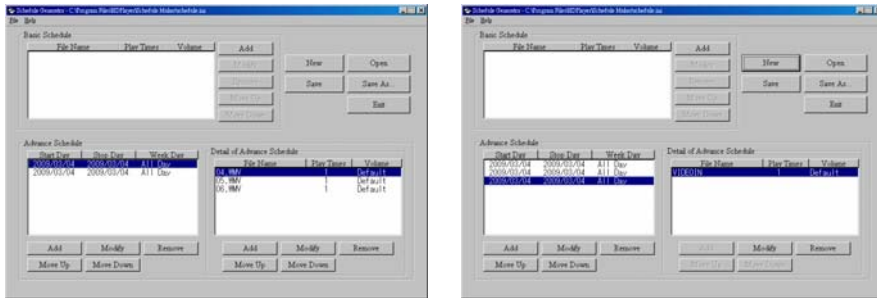 Schedule Generator - C:\Program Files\HDPlayer\Schedule Maker\schedule.ini
File Help
Basic Schedule
File Name Play Times Volume
Add
Modify
Remove
Move Up
Move Down
New Open
Save Save As...
Exit
Advance Schedule
Start Day Stop Day Week Day
2009/03/04 2009/03/04 All Day
2009/03/04 2009/03/04 All Day
Add Modify Remove
Move Up Move Down
Detail of Advance Schedule
File Name Play Times Volume
04.WMV 1 Default
05.WMV 1 Default
06.WMV 1 Default
Add Modify Remove
Move Up Move Down
Schedule Generator - C:\Program Files\HDPlayer\Schedule Maker\schedule.ini
File Help
Basic Schedule
File Name Play Times Volume
Add
Modify
Remove
Move Up
Move Down
New Open
Save Save As...
Exit
Advance Schedule
Start Day Stop Day Week Day
2009/03/04 2009/03/04 All Day
2009/03/04 2009/03/04 All Day
2009/03/04 2009/03/04 All Day
Add Modify Remove
Move Up Move Down
Detail of Advance Schedule
File Name Play Times Volume
VIDEOIN 1 Default
Add Modify Remove
Move Up Move Down